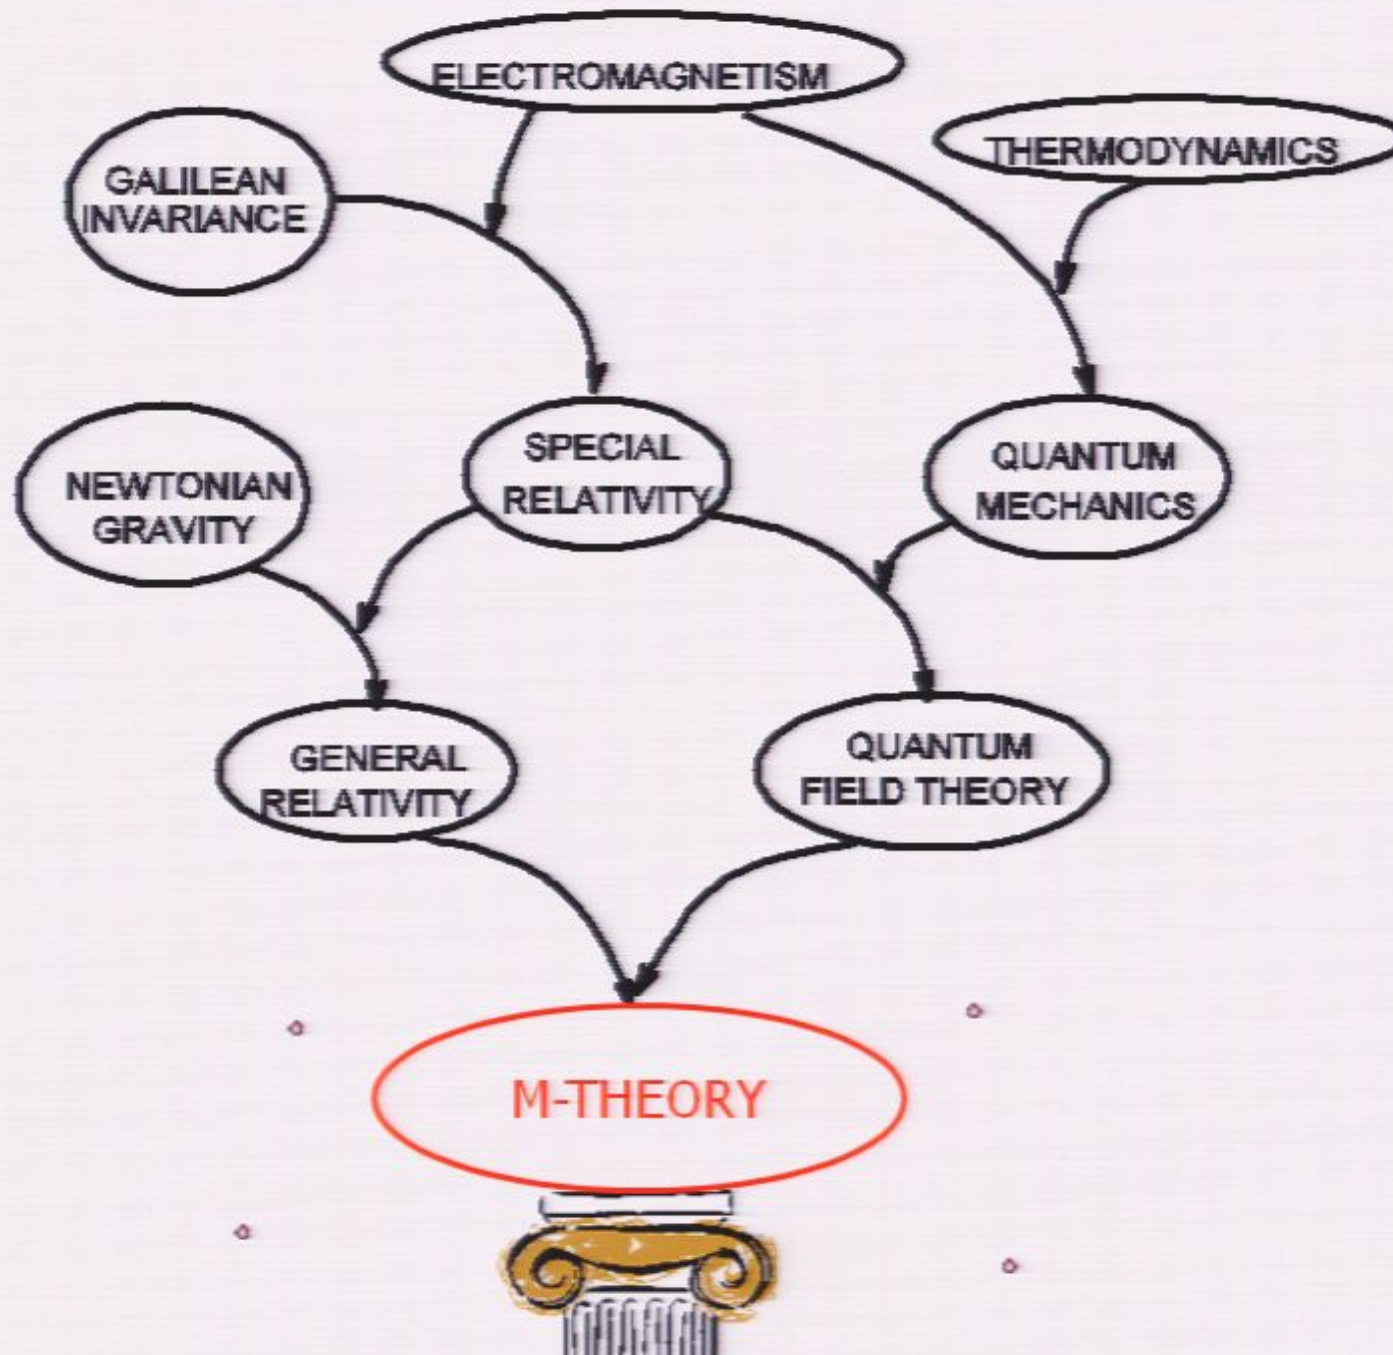 ELECTROMAGNETISM
THERMODYNAMICS
GALILEAN
INVARIANCE
SPECIAL
RELATIVITY
QUANTUM
MECHANICS
NEWTONIAN
GRAVITY
GENERAL
RELATIVITY
QUANTUM
FIELD THEORY
M-THEORY